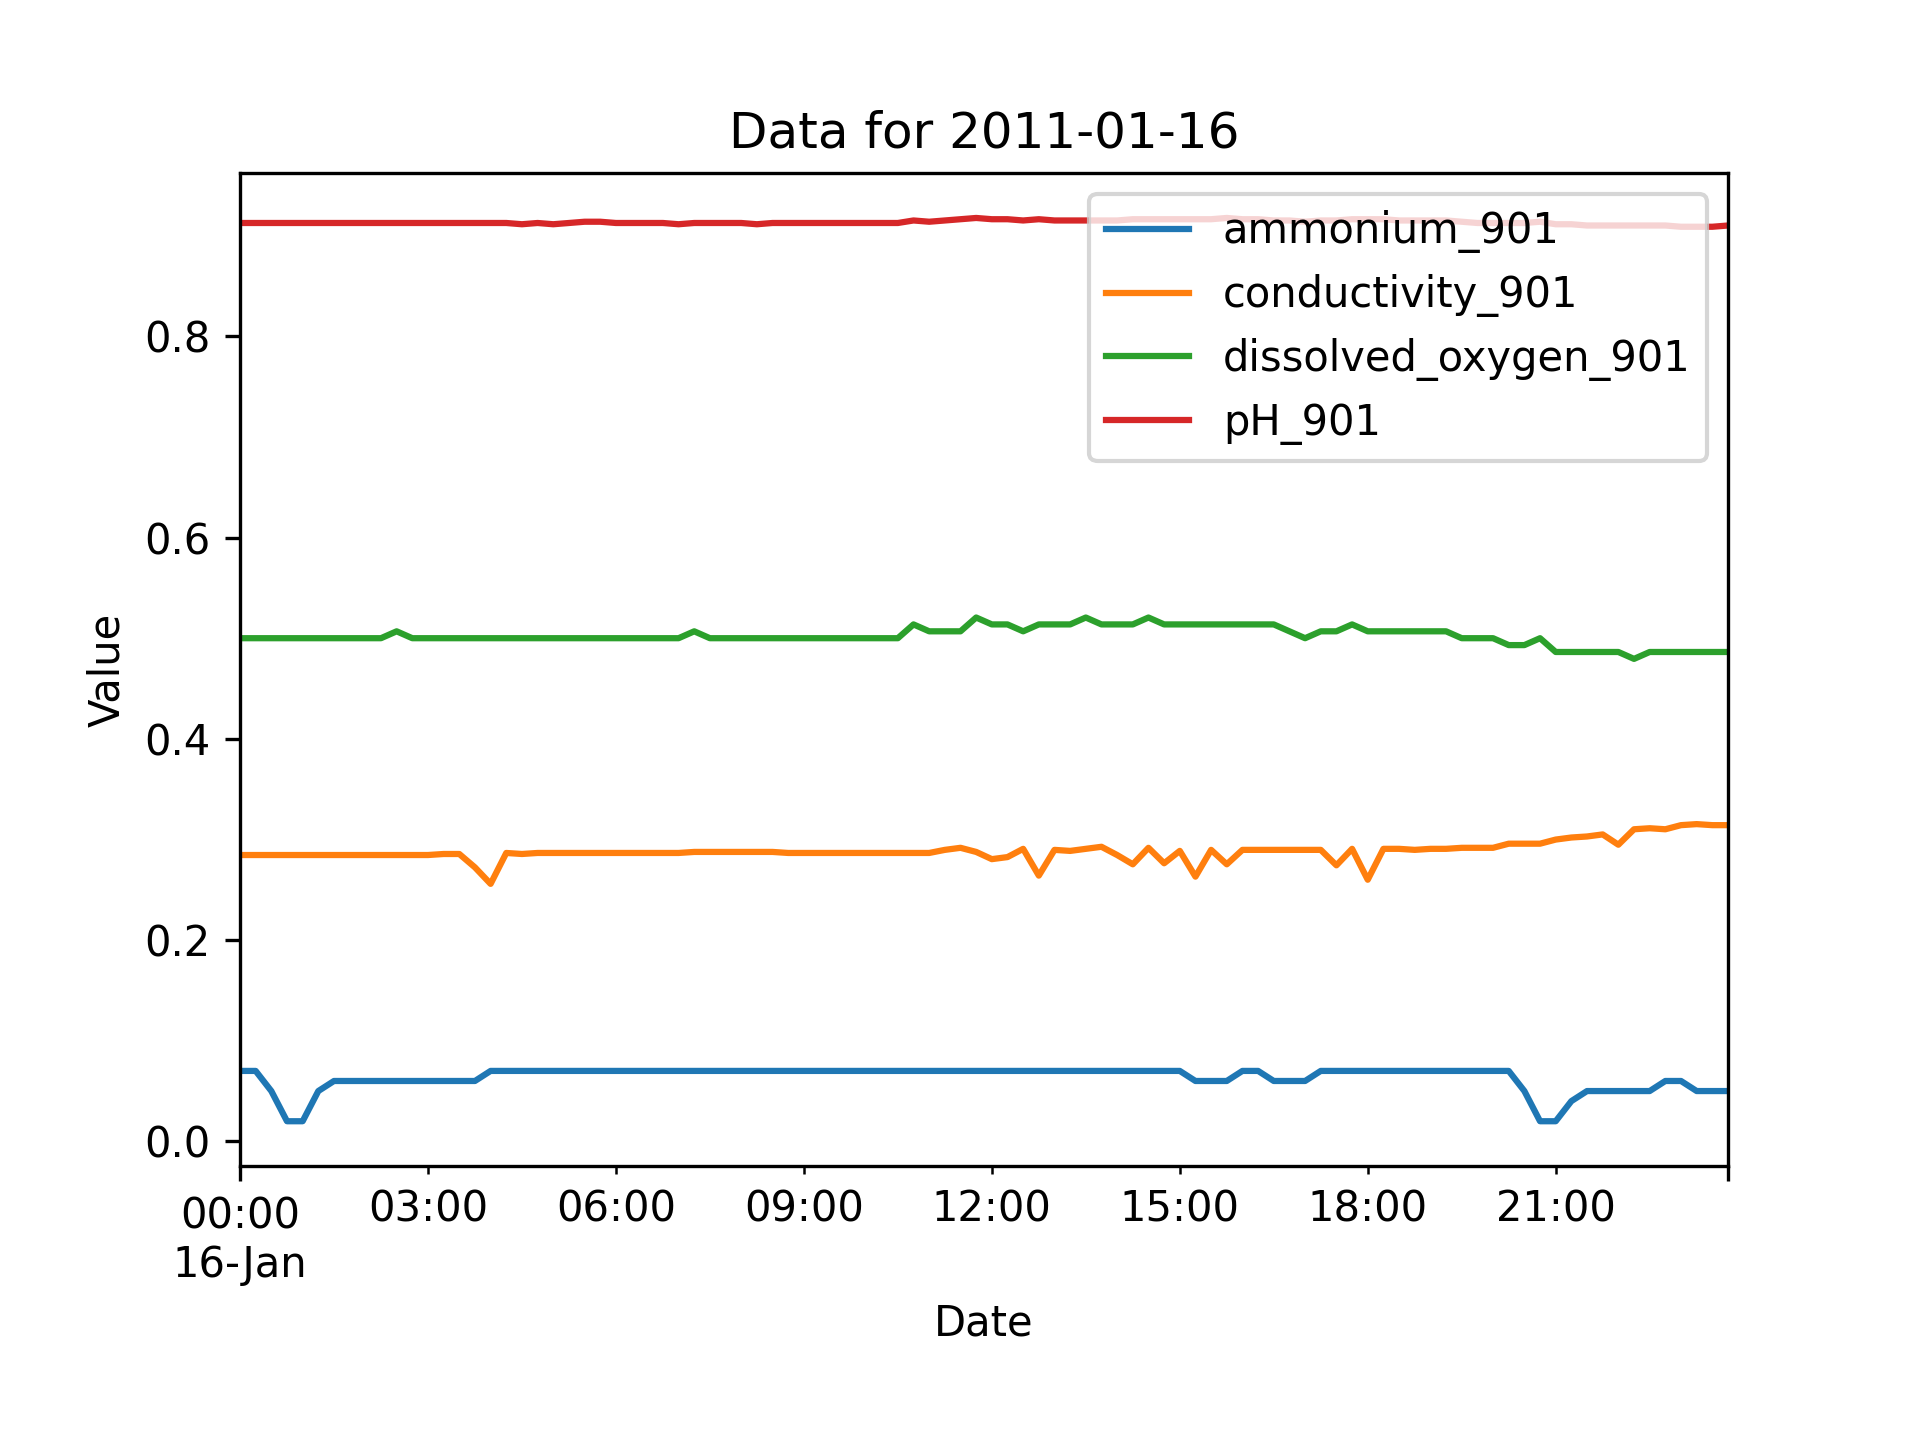 Data for 2011-01-16
ammonium_901
conductivity_901
dissolved_oxygen_901
pH_901
Value
0.8
0.6
0.4
0.2
0.0
00:00 03:00 06:00 09:00 12:00 15:00 18:00 21:00
16-Jan
Date